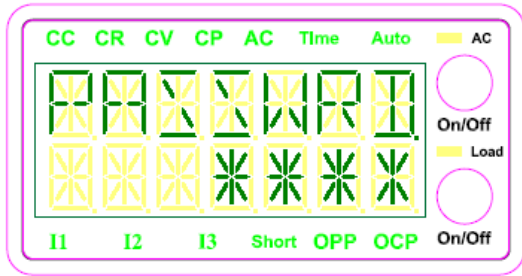 CC CR CV CP AC TIme Auto AC
PASSWRD.
On/Off
Load
****
I1 I2 I3 Short OPP OCP On/Off